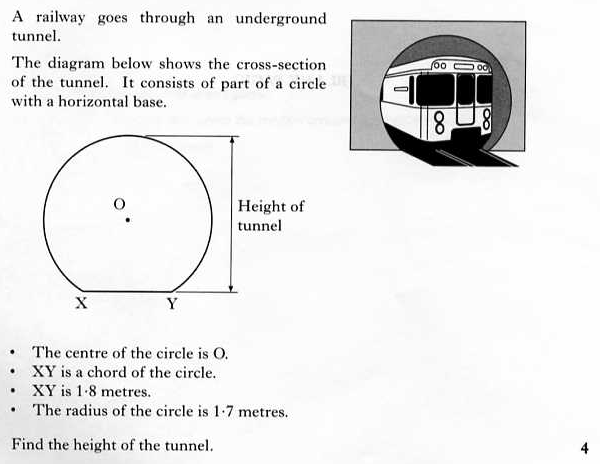 A railway goes through an underground
tunnel.
The diagram below shows the cross-section
of the tunnel. It consists of part of a circle
with a horizontal base.
O
Height of
tunnel
X Y
• The centre of the circle is O.
• XY is a chord of the circle.
• XY is 1·8 metres.
• The radius of the circle is 1·7 metres.
Find the height of the tunnel.
4